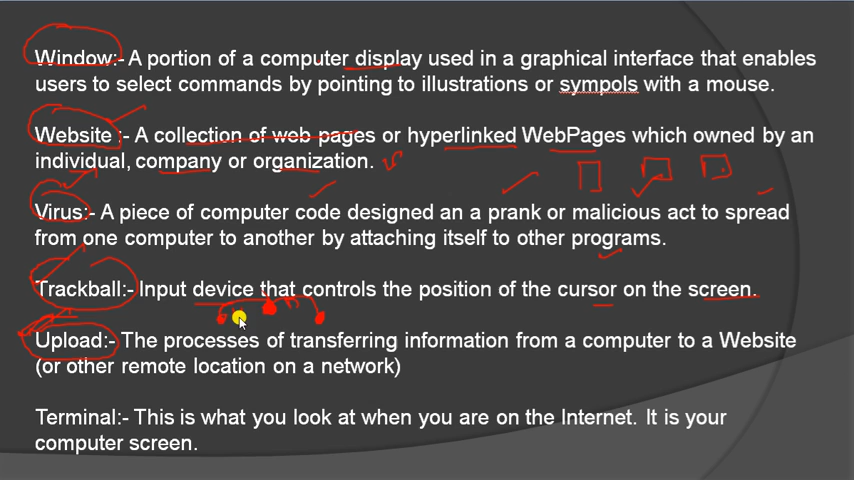 Window:- A portion of a computer display used in a graphical interface that enables
users to select commands by pointing to illustrations or sympols with a mouse.
Website :- A collection of web pages or hyperlinked WebPages which owned by an
individual, company or organization.
Virus:- A piece of computer code designed an a prank or malicious act to spread
from one computer to another by attaching itself to other programs.
Trackball:- Input device that controls the position of the cursor on the screen.
Upload:- The processes of transferring information from a computer to a Website
(or other remote location on a network)
Terminal:- This is what you look at when you are on the Internet. It is your
computer screen.